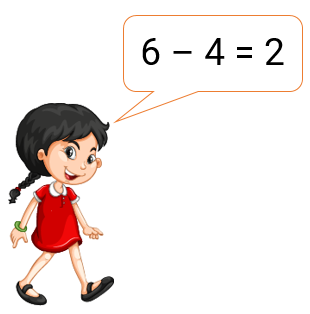 6 – 4 = 2